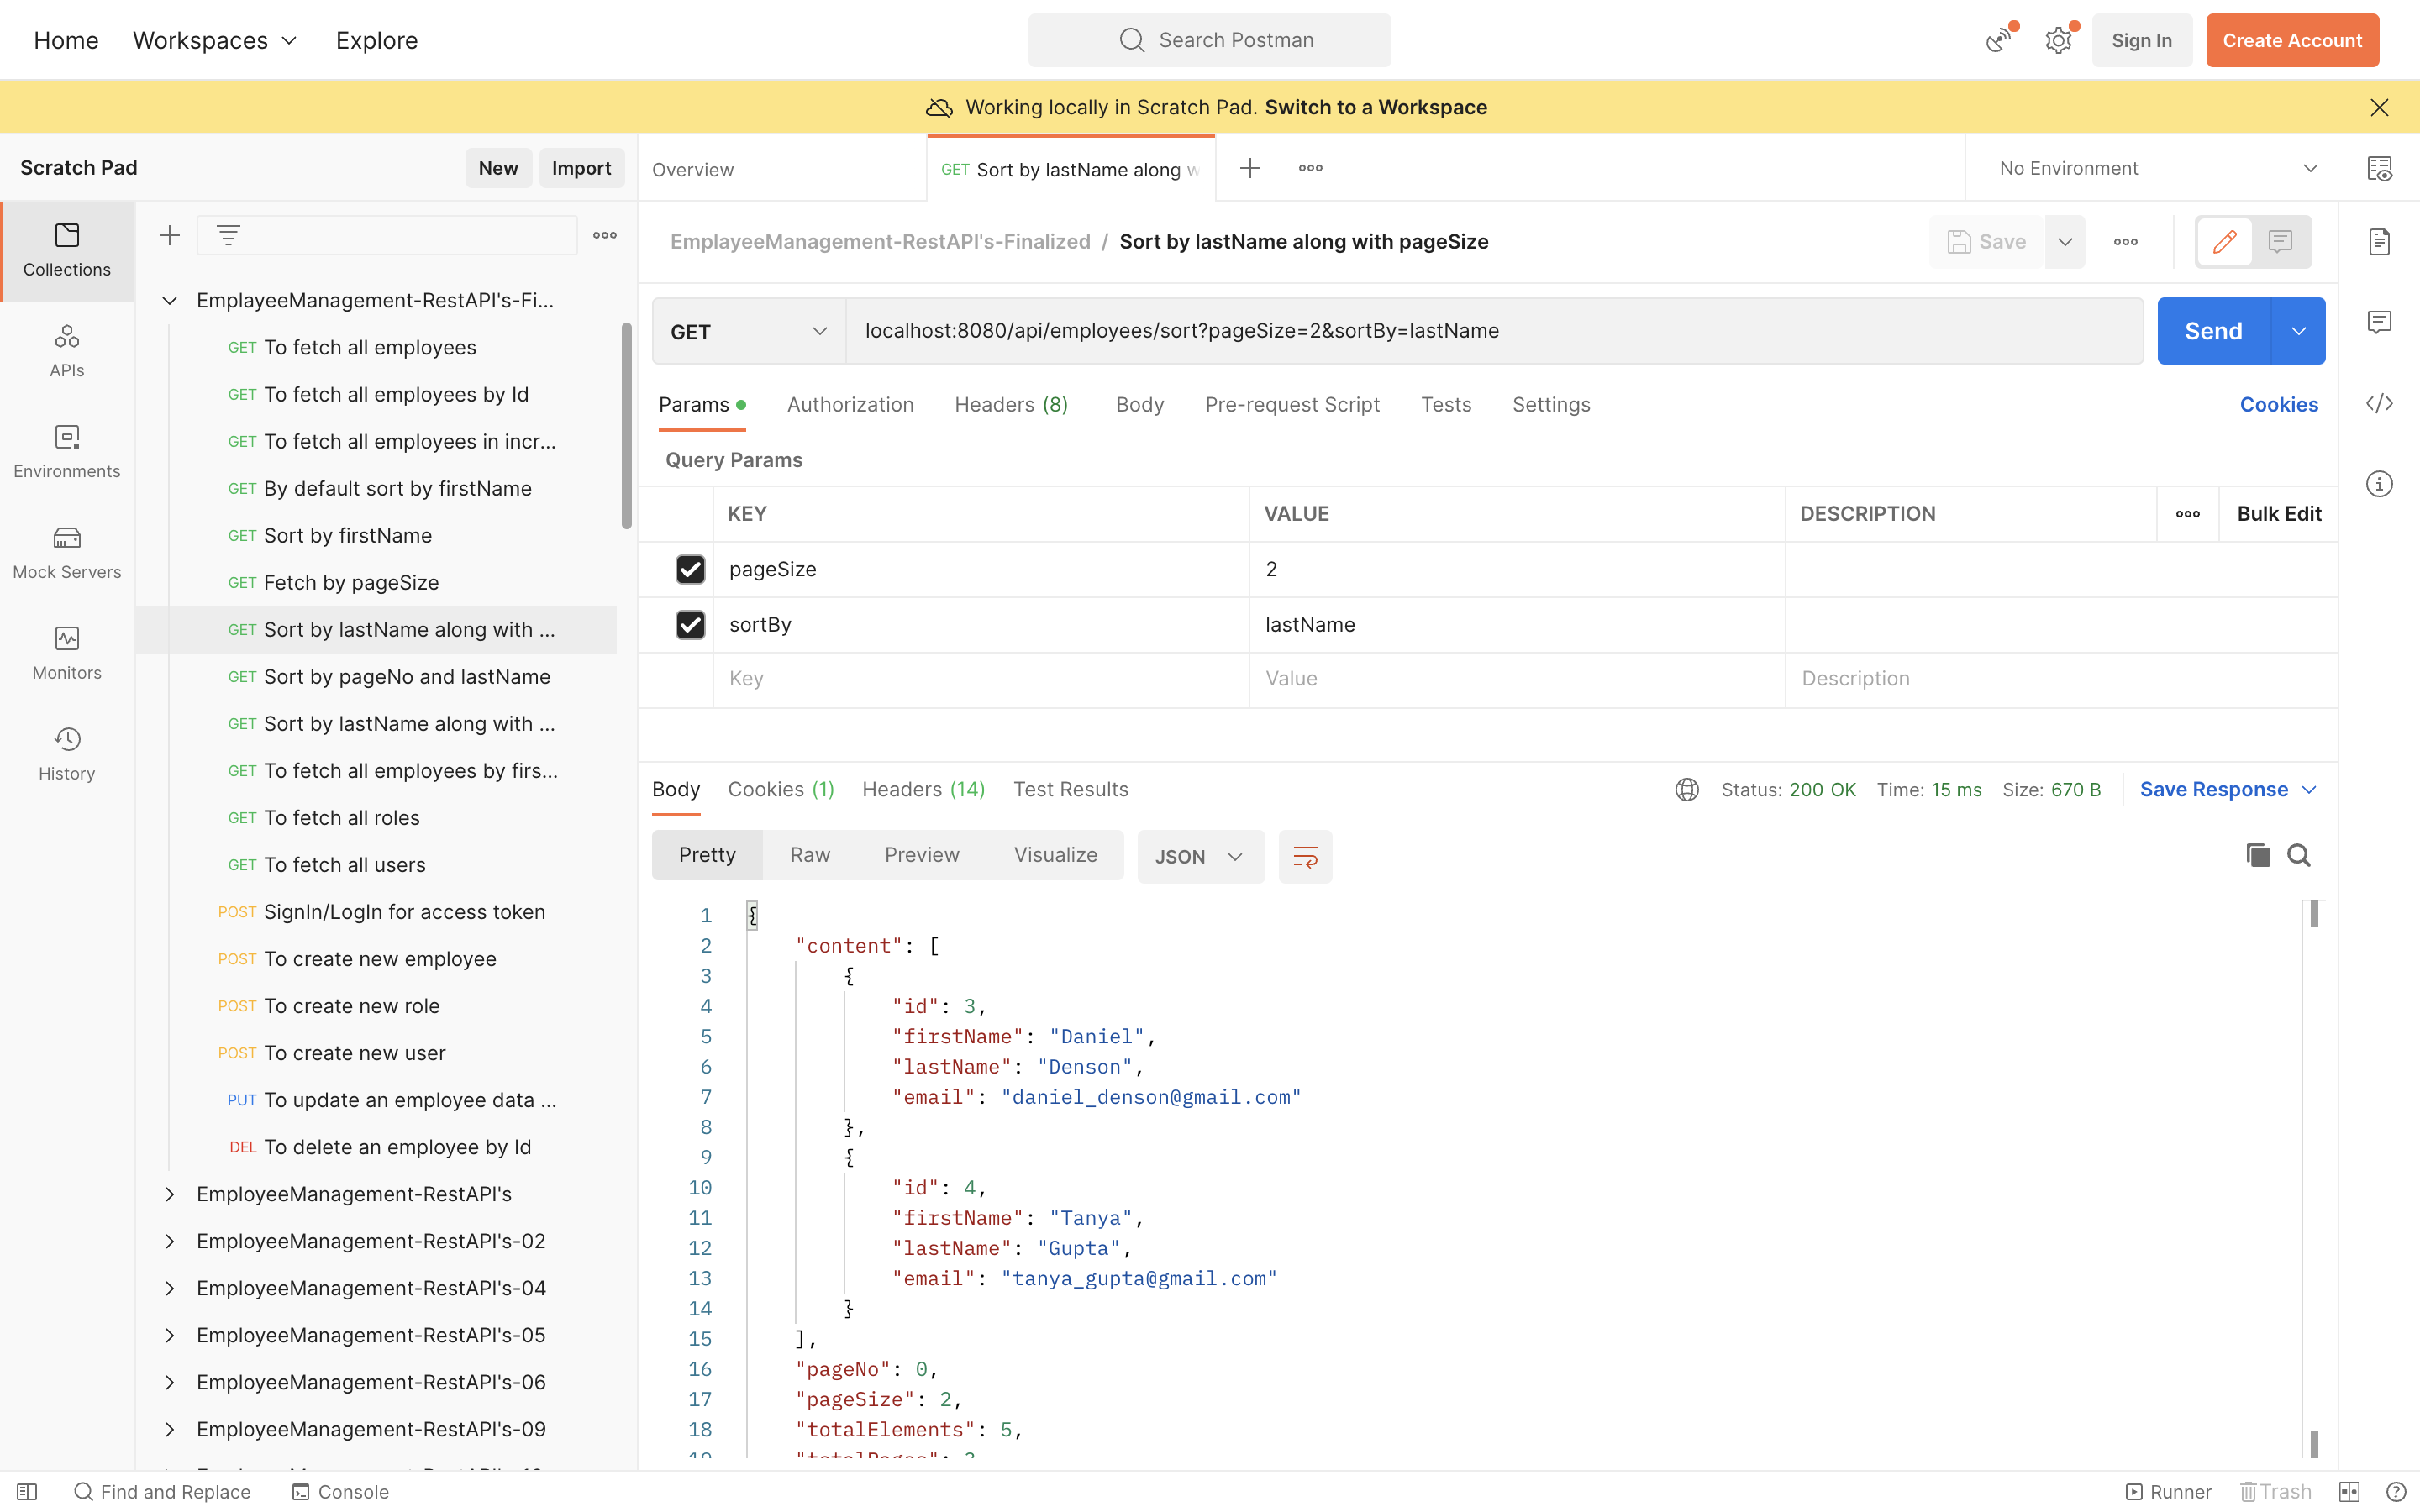 Home Workspaces Explore Search Postman Sign In Create Account
Working locally in Scratch Pad. Switch to a Workspace
Scratch Pad New Import
Overview GET Sort by lastName along w No Environment
Collections
APIs
Environments
Mock Servers
Monitors
History
EmplayeeManagement-RestAPI's-Fi...
GET To fetch all employees
GET To fetch all employees by Id
GET To fetch all employees in incr...
GET By default sort by firstName
GET Sort by firstName
GET Fetch by pageSize
GET Sort by lastName along with ...
GET Sort by pageNo and lastName
GET Sort by lastName along with ...
GET To fetch all employees by firs...
GET To fetch all roles
GET To fetch all users
POST SignIn/LogIn for access token
POST To create new employee
POST To create new role
POST To create new user
PUT To update an employee data ...
DEL To delete an employee by Id
EmployeeManagement-RestAPI's
EmployeeManagement-RestAPI's-02
EmployeeManagement-RestAPI's-04
EmployeeManagement-RestAPI's-05
EmployeeManagement-RestAPI's-06
EmployeeManagement-RestAPI's-09
EmplayeeManagement-RestAPI's-Finalized / Sort by lastName along with pageSize Save
GET localhost:8080/api/employees/sort?pageSize=2&sortBy=lastName Send
Params Authorization Headers (8) Body Pre-request Script Tests Settings Cookies
Query Params
KEY VALUE DESCRIPTION Bulk Edit
pageSize 2
sortBy lastName
Key Value Description
Body Cookies (1) Headers (14) Test Results Status: 200 OK Time: 15 ms Size: 670 B Save Response
Pretty Raw Preview Visualize JSON
1 {
2 "content": [
3 {
4 "id": 3,
5 "firstName": "Daniel",
6 "lastName": "Denson",
7 "email": "daniel_denson@gmail.com"
8 },
9 {
10 "id": 4,
11 "firstName": "Tanya",
12 "lastName": "Gupta",
13 "email": "tanya_gupta@gmail.com"
14 }
15 ],
16 "pageNo": 0,
17 "pageSize": 2,
18 "totalElements": 5,
Find and Replace Console Runner Trash